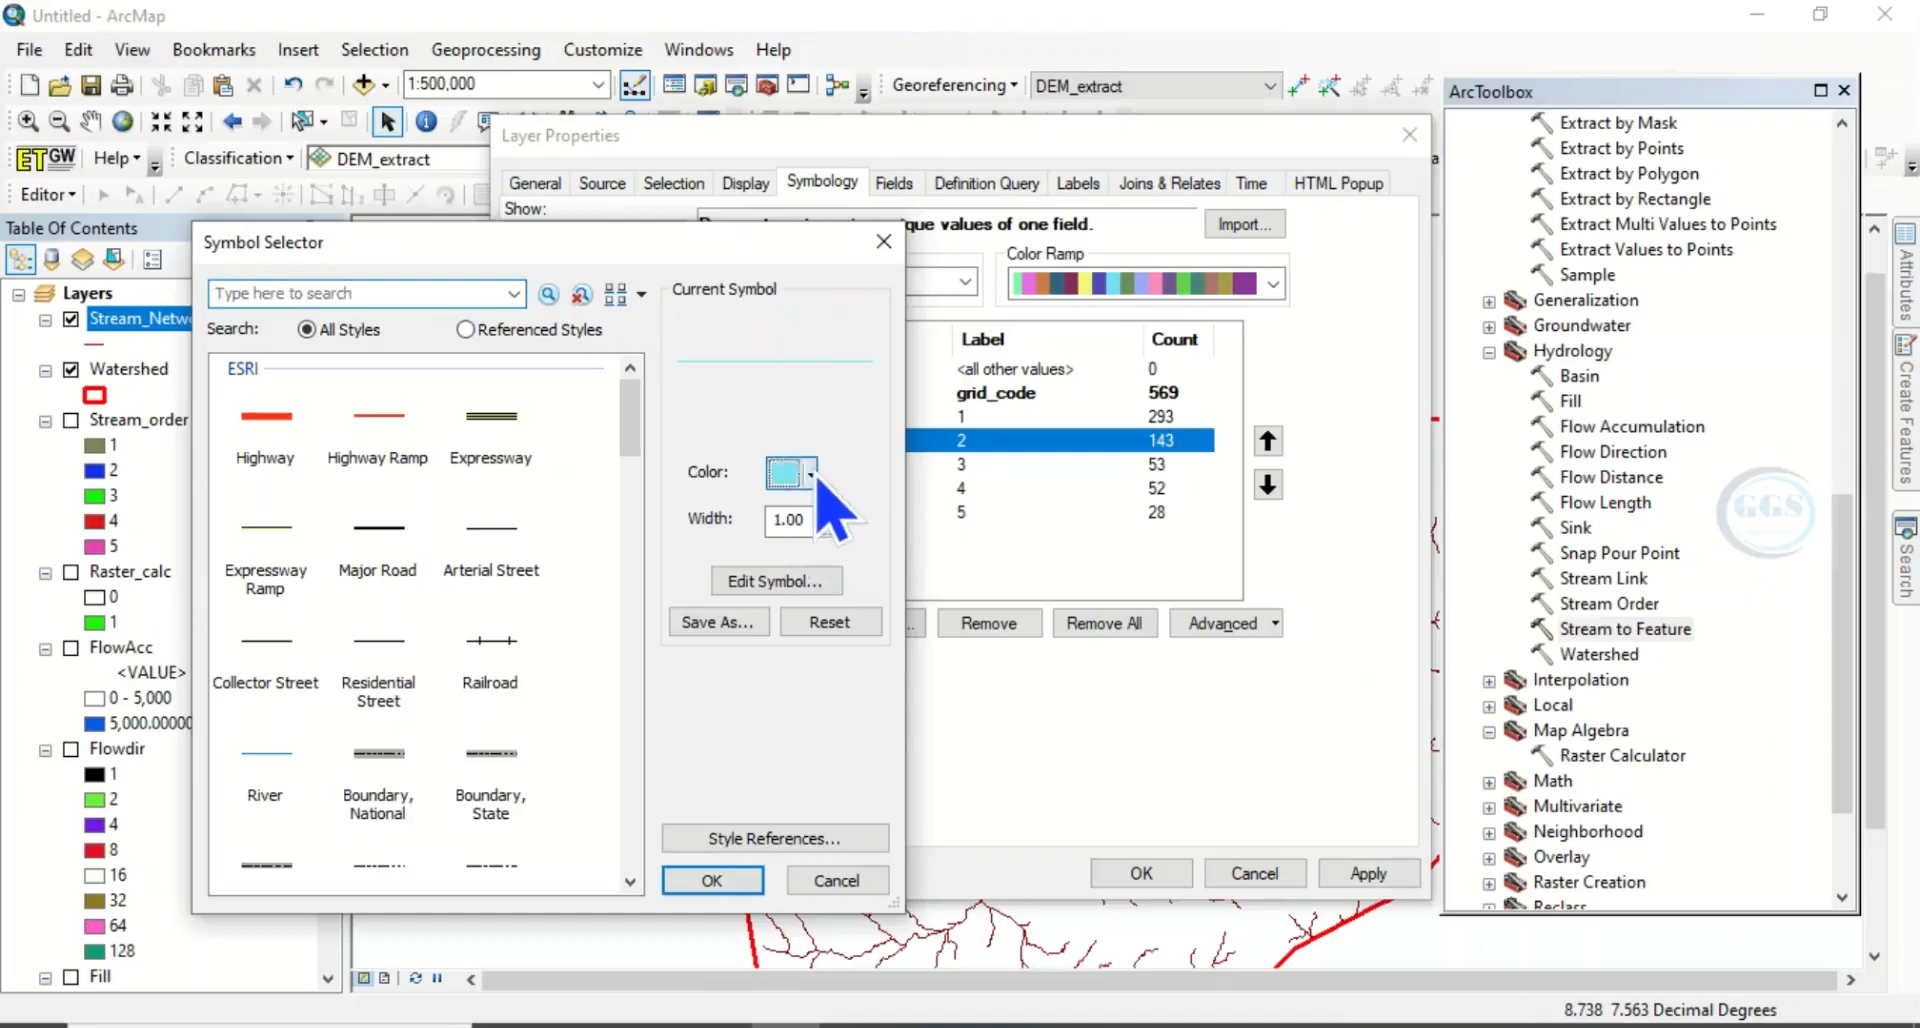 Untitled - ArcMap
File Edit View Bookmarks Insert Selection Geoprocessing Customize Windows Help
1:500,000
Georeferencing
DEM_extract
ETGW
Help
Classification
DEM_extract
Editor
Table Of Contents
Layers
Stream_Netw
Watershed
Stream_order
1
2
3
4
5
Raster_calc
0
1
FlowAcc
<VALUE>
0 - 5,000
5,000.00000
Flowdir
1
2
4
8
16
32
64
128
Fill
Layer Properties
General Source Selection Display Symbology Fields Definition Query Labels Joins & Relates Time HTML Popup
Show:
que values of one field.
Import...
Color Ramp
Label Count
<all other values> 0
grid_code 569
1 293
2 143
3 53
4 52
5 28
..
Remove
Remove All
Advanced
OK
Cancel
Apply
Symbol Selector
Type here to search
Search:
All Styles
Referenced Styles
ESRI
Highway
Highway Ramp
Expressway
Expressway
Ramp
Major Road
Arterial Street
Collector Street
Residential
Street
Railroad
River
Boundary,
National
Boundary,
State
Current Symbol
Color:
Width:
1.00
Edit Symbol...
Save As...
Reset
Style References...
OK
Cancel
ArcToolbox
Extract by Mask
Extract by Points
Extract by Polygon
Extract by Rectangle
Extract Multi Values to Points
Extract Values to Points
Sample
Generalization
Groundwater
Hydrology
Basin
Fill
Flow Accumulation
Flow Direction
Flow Distance
Flow Length
Sink
Snap Pour Point
Stream Link
Stream Order
Stream to Feature
Watershed
Interpolation
Local
Map Algebra
Raster Calculator
Math
Multivariate
Neighborhood
Overlay
Raster Creation
Reclass
GGS
Attributes
Create Features
Search
8.738 7.563 Decimal Degrees